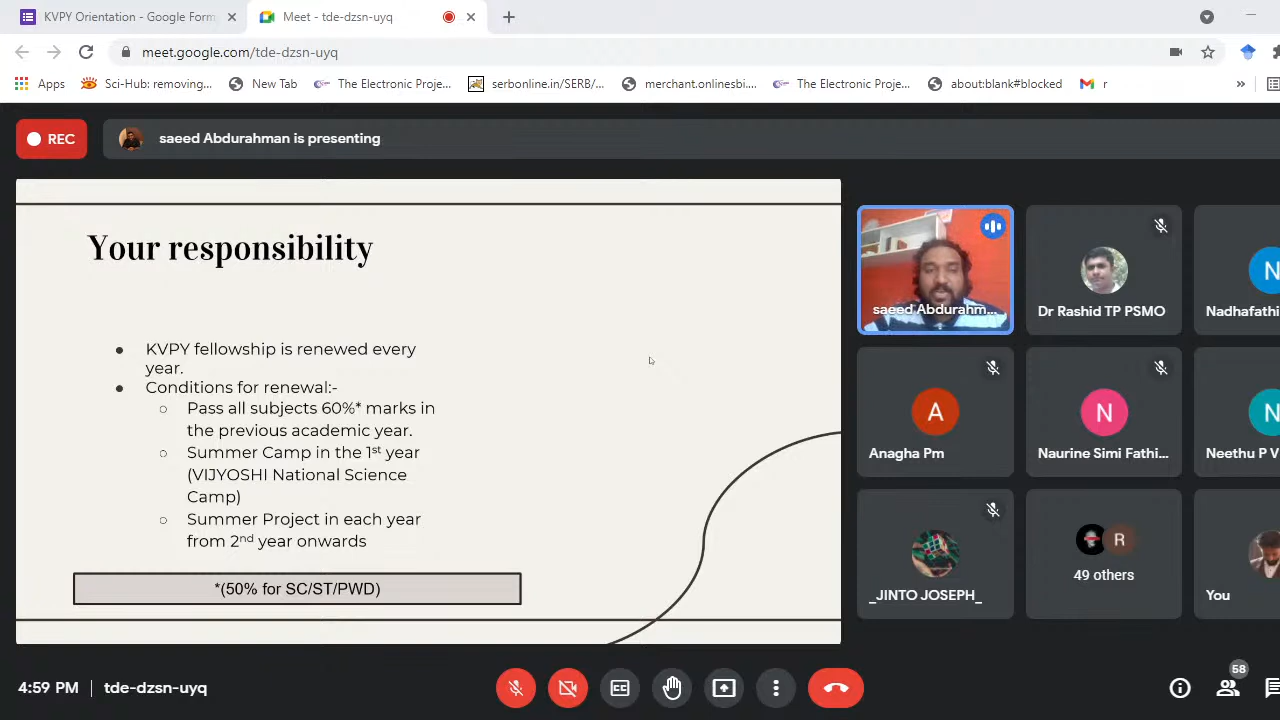 KVPY Orientation - Google Form
Meet - tde-dzsn-uyq
meet.google.com/tde-dzsn-uyq
Apps
Sci-Hub: removing...
New Tab
The Electronic Proje...
serbonline.in/SERB/...
merchant.onlinesbi....
The Electronic Proje...
about:blank#blocked
r
»
REC
saeed Abdurahman is presenting
Your responsibility
● KVPY fellowship is renewed every
year.
● Conditions for renewal:-
○ Pass all subjects 60%* marks in
the previous academic year.
○ Summer Camp in the 1st year
(VIJYOSHI National Science
Camp)
○ Summer Project in each year
from 2nd year onwards
*(50% for SC/ST/PWD)
saeed Abdurahm...
Dr Rashid TP PSMO
N
Nadhafathi
A
Anagha Pm
N
Naurine Simi Fathi...
N
Neethu P V
_JINTO JOSEPH_
R
49 others
You
4:59 PM | tde-dzsn-uyq
CC
58